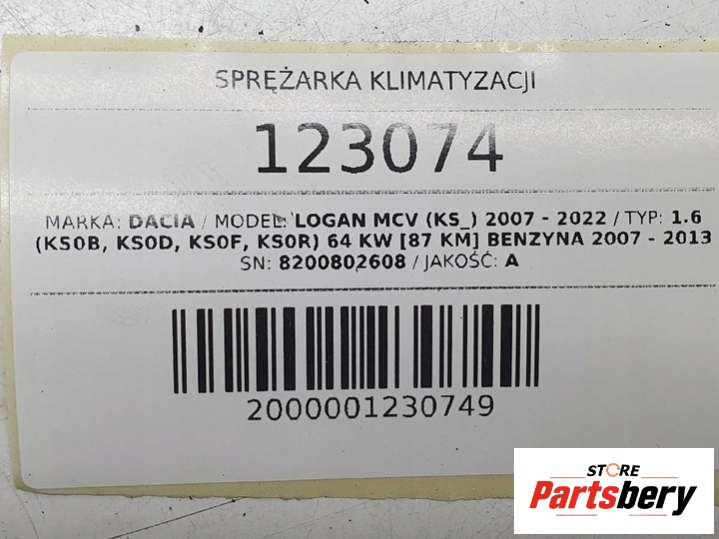 SPRĘŻARKA KLIMATYZACJI
123074
MARKA: DACIA / MODEL: LOGAN MCV (KS_) 2007 - 2022 / TYP: 1.6
(KS0B, KS0D, KS0F, KS0R) 64 KW [87 KM] BENZYNA 2007 - 2013
SN: 8200802608 / JAKOŚĆ: A
2000001230749
STORE
Partsbery